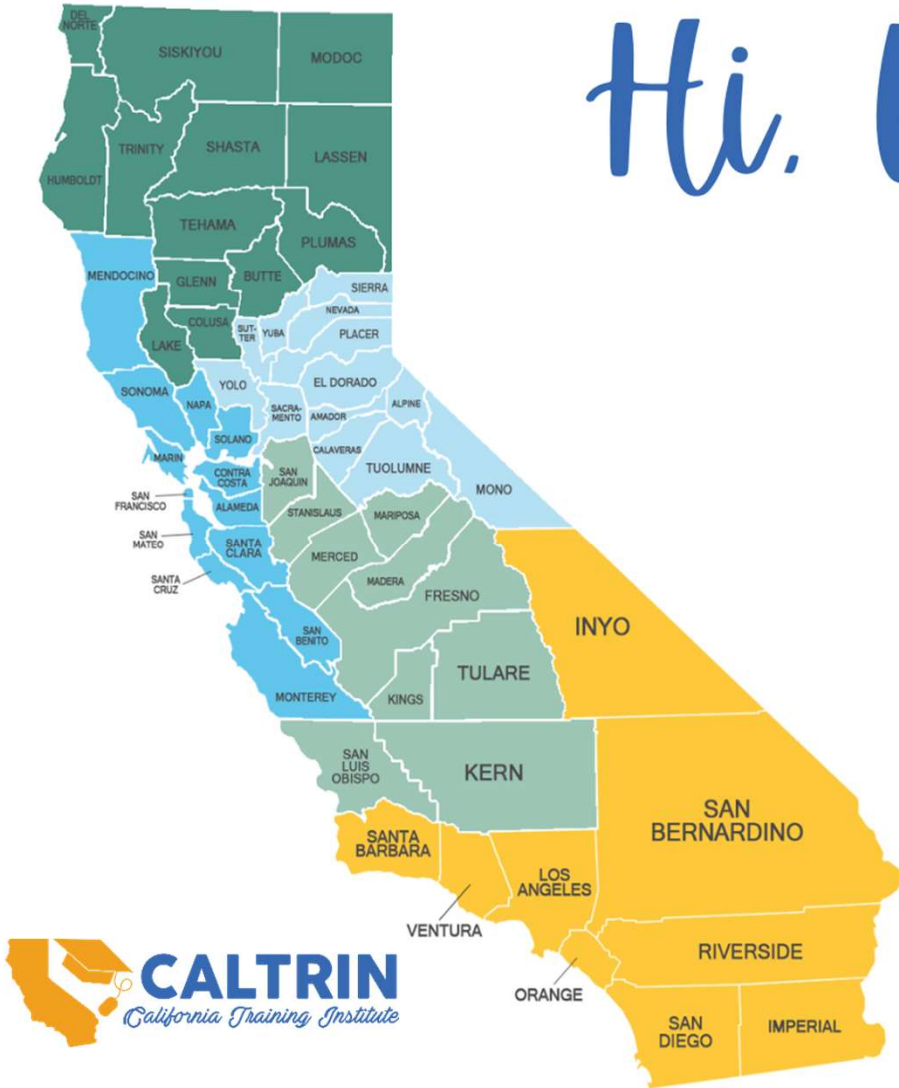 Hi,
DEL
NORTE
SISKIYOU
MODOC
HUMBOLDT
TRINITY
SHASTA
LASSEN
TEHAMA
PLUMAS
MENDOCINO
GLENN
BUTTE
SIERRA
NEVADA
LAKE
COLUSA
SUT-
TER
YUBA
PLACER
SONOMA
NAPA
YOLO
EL DORADO
SACRA-
MENTO
AMADOR
ALPINE
SOLANO
MARIN
CALAVERAS
CONTRA
COSTA
SAN
JOAQUIN
TUOLUMNE
MONO
SAN
FRANCISCO
ALAMEDA
STANISLAUS
MARIPOSA
SAN
MATEO
SANTA
CLARA
MERCED
SANTA
CRUZ
MADERA
FRESNO
SAN
BENITO
INYO
TULARE
MONTEREY
KINGS
SAN
LUIS
OBISPO
KERN
SAN
BERNARDINO
SANTA
BARBARA
LOS
ANGELES
VENTURA
RIVERSIDE
ORANGE
SAN
DIEGO
IMPERIAL
CALTRIN
California Training Institute